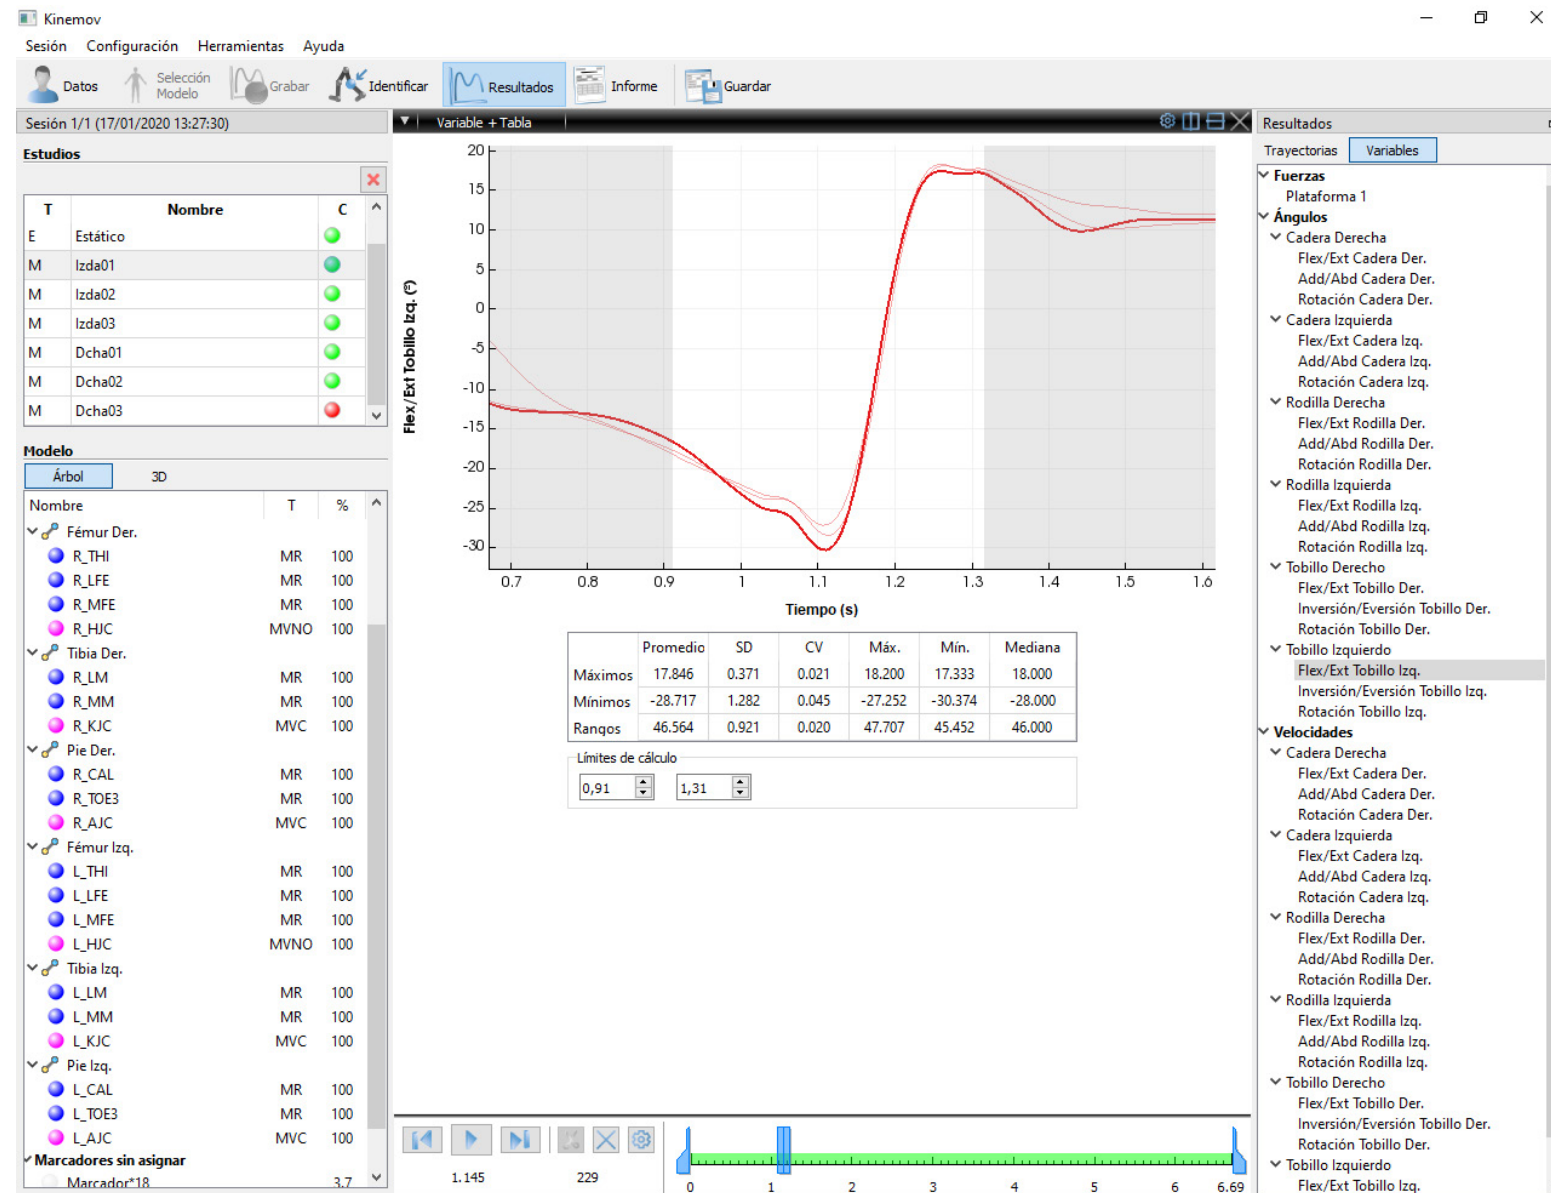 Kinemov
Sesión Configuración Herramientas Ayuda
Datos
Selección
Modelo
Grabar
Identificar
Resultados
Informe
Guardar
Sesión 1/1 (17/01/2020 13:27:30)
Estudios
T Nombre C
E Estático
M Izda01
M Izda02
M Izda03
M Dcha01
M Dcha02
M Dcha03
Modelo
Árbol 3D
Nombre T %
Fémur Der.
R_THI MR 100
R_LFE MR 100
R_MFE MR 100
R_HJC MVNO 100
Tibia Der.
R_LM MR 100
R_MM MR 100
R_KJC MVC 100
Pie Der.
R_CAL MR 100
R_TOE3 MR 100
R_AJC MVC 100
Fémur Izq.
L_THI MR 100
L_LFE MR 100
L_MFE MR 100
L_HJC MVNO 100
Tibia Izq.
L_LM MR 100
L_MM MR 100
L_KJC MVC 100
Pie Izq.
L_CAL MR 100
L_TOE3 MR 100
L_AJC MVC 100
Marcadores sin asignar
Marcador*18 3.7
Variable + Tabla
Flex/Ext Tobillo Izq. (º)
20
15
10
5
0
-5
-10
-15
-20
-25
-30
0.7 0.8 0.9 1 1.1 1.2 1.3 1.4 1.5 1.6
Tiempo (s)
Promedio SD CV Máx. Mín. Mediana
Máximos 17.846 0.371 0.021 18.200 17.333 18.000
Mínimos -28.717 1.282 0.045 -27.252 -30.374 -28.000
Rangos 46.564 0.921 0.020 47.707 45.452 46.000
Límites de cálculo
0,91 1,31
1.145 229
0 1 2 3 4 5 6 6.69
Resultados
Trayectorias Variables
Fuerzas
Plataforma 1
Ángulos
Cadera Derecha
Flex/Ext Cadera Der.
Add/Abd Cadera Der.
Rotación Cadera Der.
Cadera Izquierda
Flex/Ext Cadera Izq.
Add/Abd Cadera Izq.
Rotación Cadera Izq.
Rodilla Derecha
Flex/Ext Rodilla Der.
Add/Abd Rodilla Der.
Rotación Rodilla Der.
Rodilla Izquierda
Flex/Ext Rodilla Izq.
Add/Abd Rodilla Izq.
Rotación Rodilla Izq.
Tobillo Derecho
Flex/Ext Tobillo Der.
Inversión/Eversión Tobillo Der.
Rotación Tobillo Der.
Tobillo Izquierdo
Flex/Ext Tobillo Izq.
Inversión/Eversión Tobillo Izq.
Rotación Tobillo Izq.
Velocidades
Cadera Derecha
Flex/Ext Cadera Der.
Add/Abd Cadera Der.
Rotación Cadera Der.
Cadera Izquierda
Flex/Ext Cadera Izq.
Add/Abd Cadera Izq.
Rotación Cadera Izq.
Rodilla Derecha
Flex/Ext Rodilla Der.
Add/Abd Rodilla Der.
Rotación Rodilla Der.
Rodilla Izquierda
Flex/Ext Rodilla Izq.
Add/Abd Rodilla Izq.
Rotación Rodilla Izq.
Tobillo Derecho
Flex/Ext Tobillo Der.
Inversión/Eversión Tobillo Der.
Rotación Tobillo Der.
Tobillo Izquierdo
Flex/Ext Tobillo Izq.